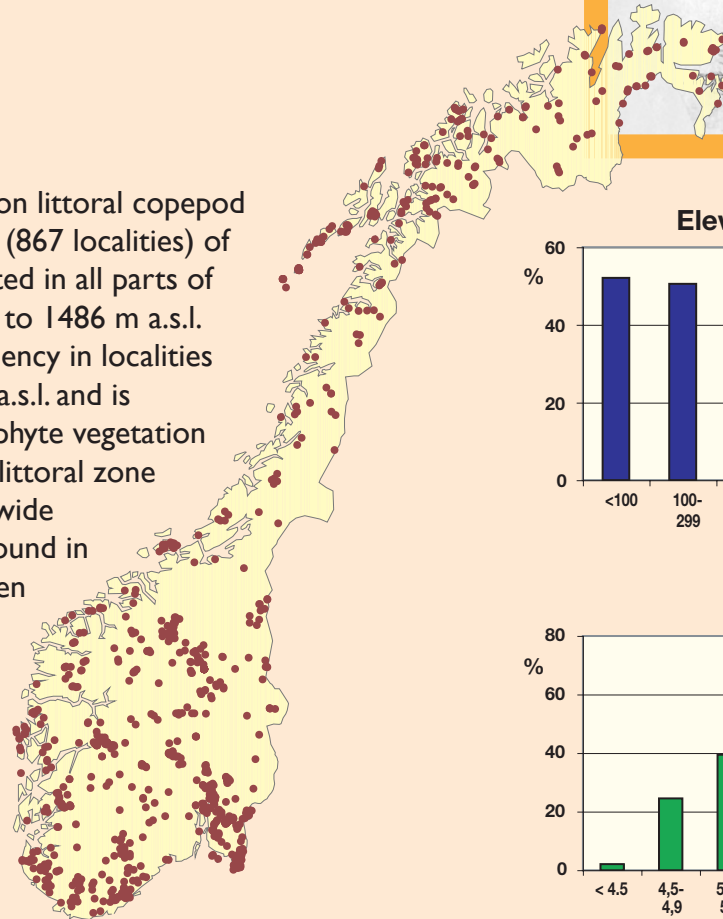 on littoral copepod
(867 localities) of
ted in all parts of
to 1486 m a.s.l.
ency in localities
a.s.l. and is
phyte vegetation
littoral zone
wide
ound in
en
Elev
60
%
40
20
0
<100
100-
299
80
%
60
40
20
0
< 4.5
4,5-
4,9
5
5